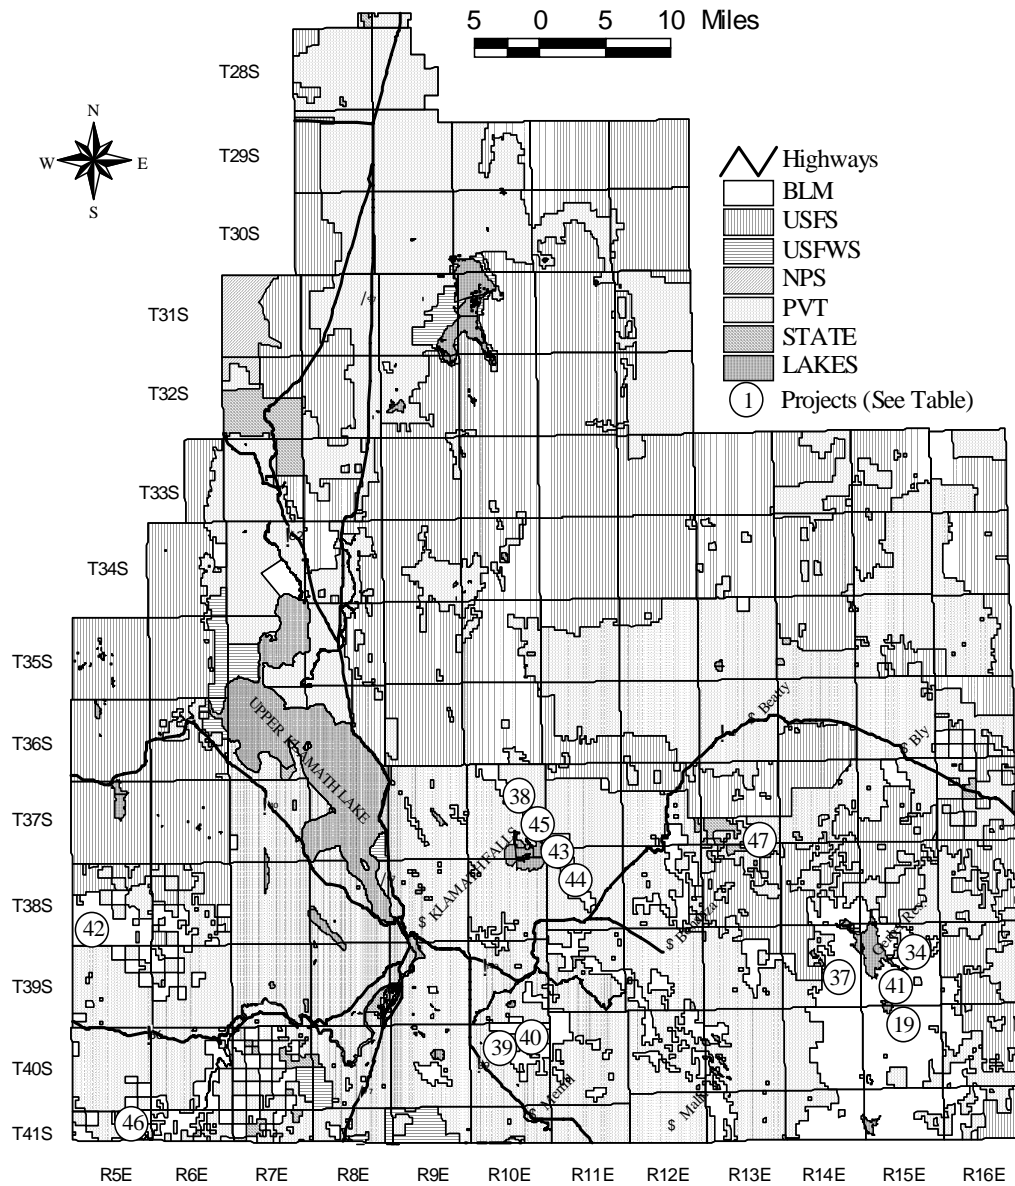 5 0 5 10 Miles
T28S
N
W E
S
T29S
Highways
BLM
USFS
USFWS
NPS
PVT
STATE
LAKES
1 Projects (See Table)
T30S
T31S
T32S
T33S
T34S
T35S
T36S
T37S
T38S
T39S
T40S
T41S
UPPER KLAMATH LAKE
$ KLAMATH FALLS
$ Beatty
$ Bly
$ Bonanza
Gerber Res.
$ Merrill
$ Malin
38
45
43
44
47
42
34
37
41
19
39
40
46
R5E R6E R7E R8E R9E R10E R11E R12E R13E R14E R15E R16E